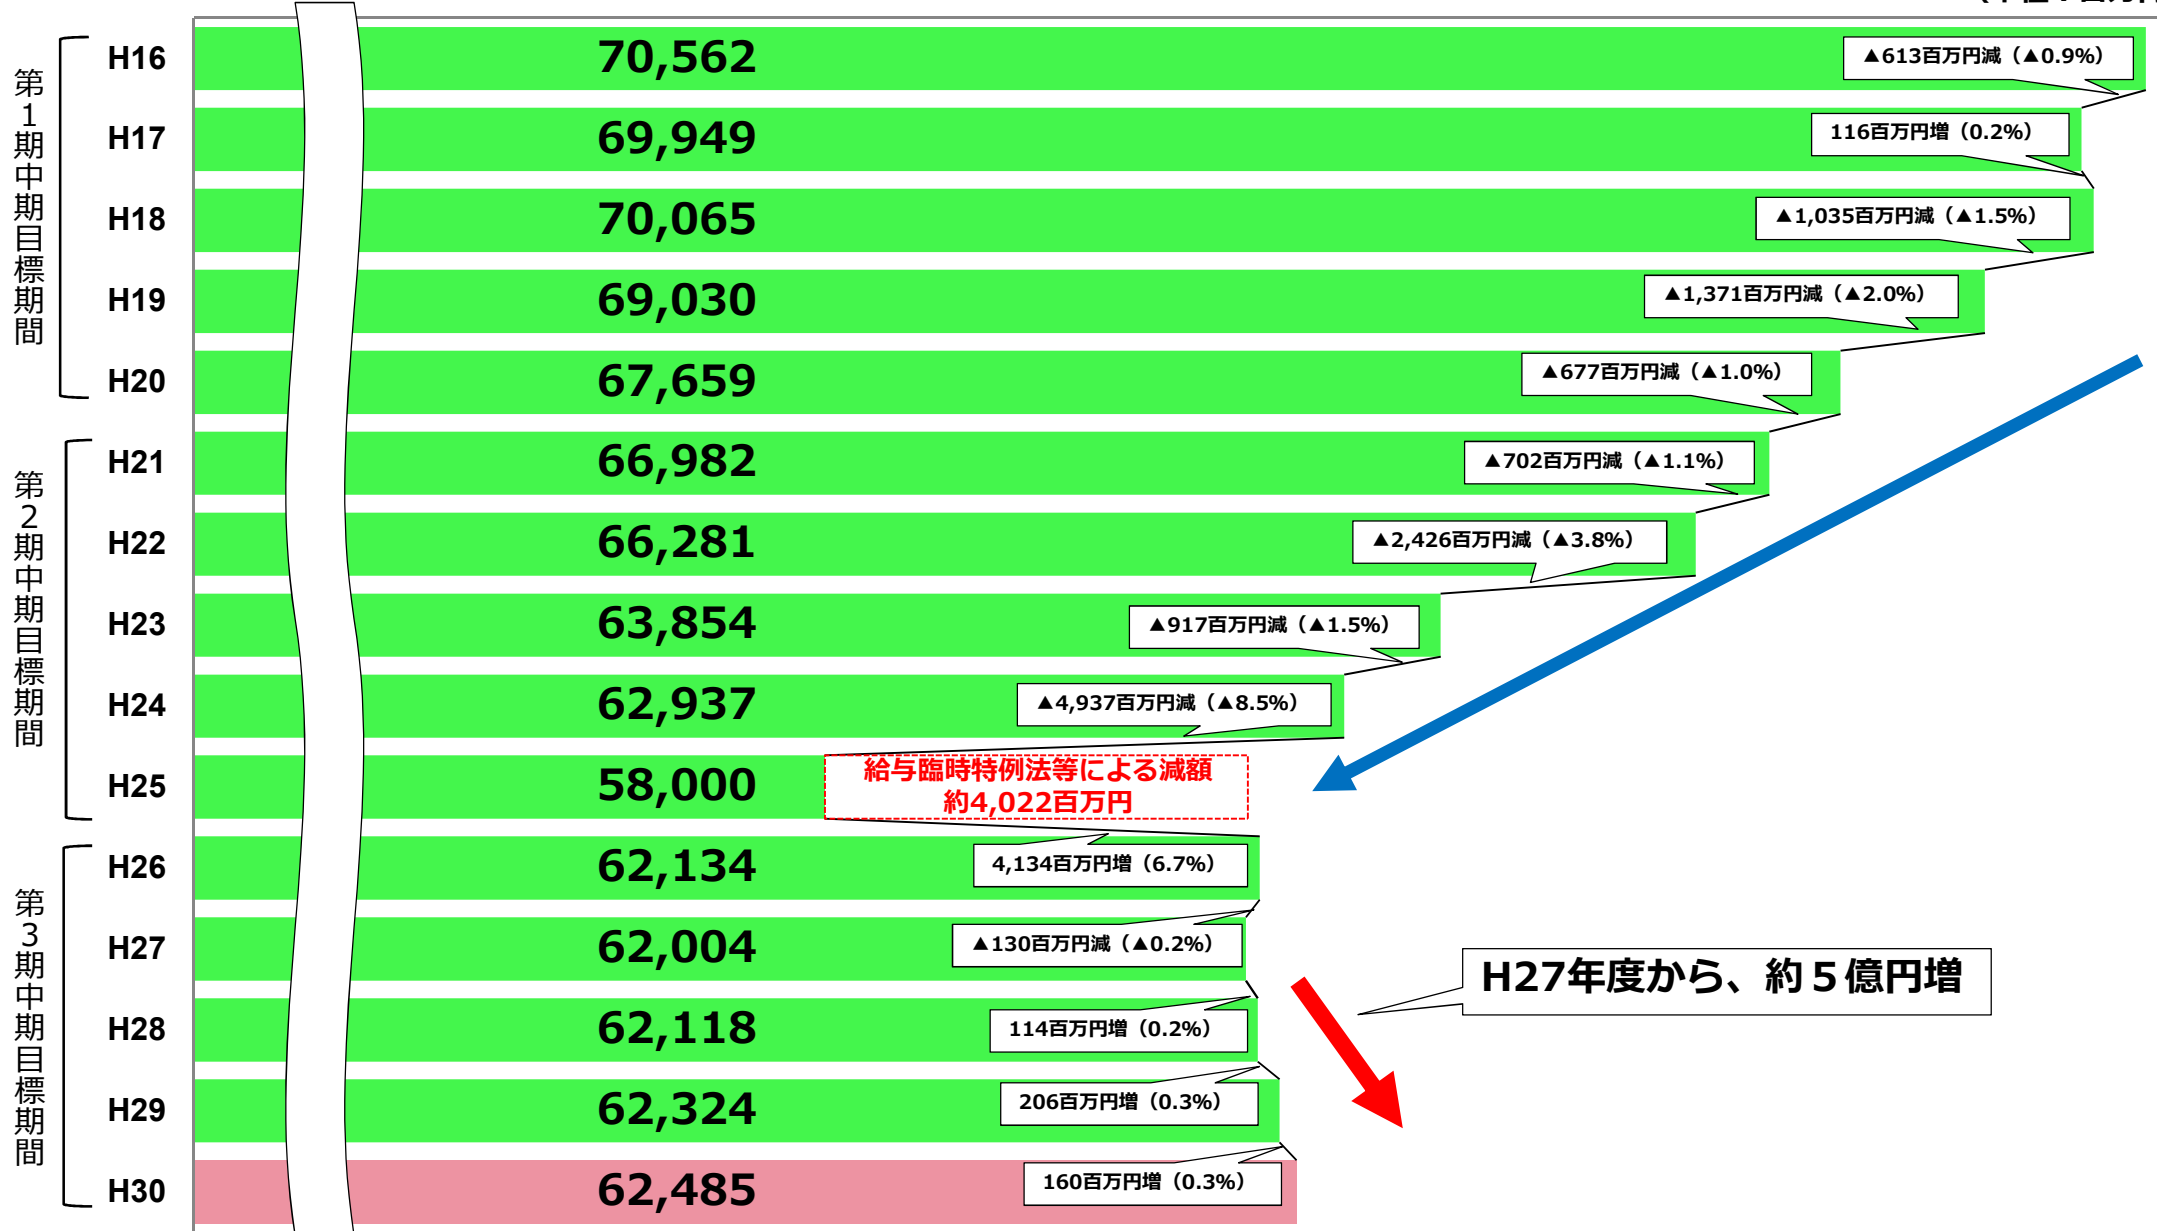 第1期中期目標期間
H16
70,562
▲613百万円減（▲0.9%）
H17
69,949
116百万円増（0.2%）
H18
70,065
▲1,035百万円減（▲1.5%）
H19
69,030
▲1,371百万円減（▲2.0%）
H20
67,659
▲677百万円減（▲1.0%）
第2期中期目標期間
H21
66,982
▲702百万円減（▲1.1%）
H22
66,281
▲2,426百万円減（▲3.8%）
H23
63,854
▲917百万円減（▲1.5%）
H24
62,937
▲4,937百万円減（▲8.5%）
H25
58,000
給与臨時特例法等による減額
約4,022百万円
第3期中期目標期間
H26
62,134
4,134百万円増（6.7%）
H27
62,004
▲130百万円減（▲0.2%）
H27年度から、約５億円増
H28
62,118
114百万円増（0.2%）
H29
62,324
206百万円増（0.3%）
H30
62,485
160百万円増（0.3%）